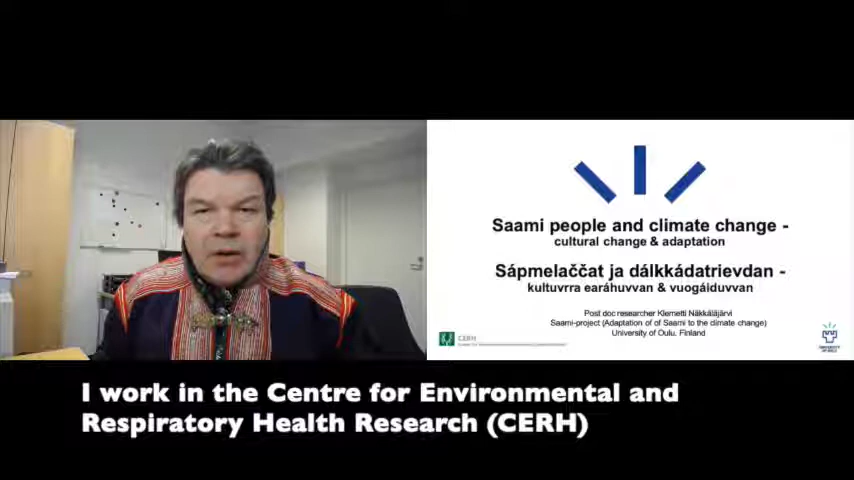 Saami people and climate change -
cultural change & adaptation
Sápmelaččat ja dálkkádatrievdan -
kultuvrra earáhuvvan & vuogáiduvvan
Post doc researcher Klemetti Näkkäläjärvi
Saami-project (Adaptation of of Saami to the climate change)
University of Oulu. Finland
CERH
I work in the Centre for Environmental and
Respiratory Health Research (CERH)